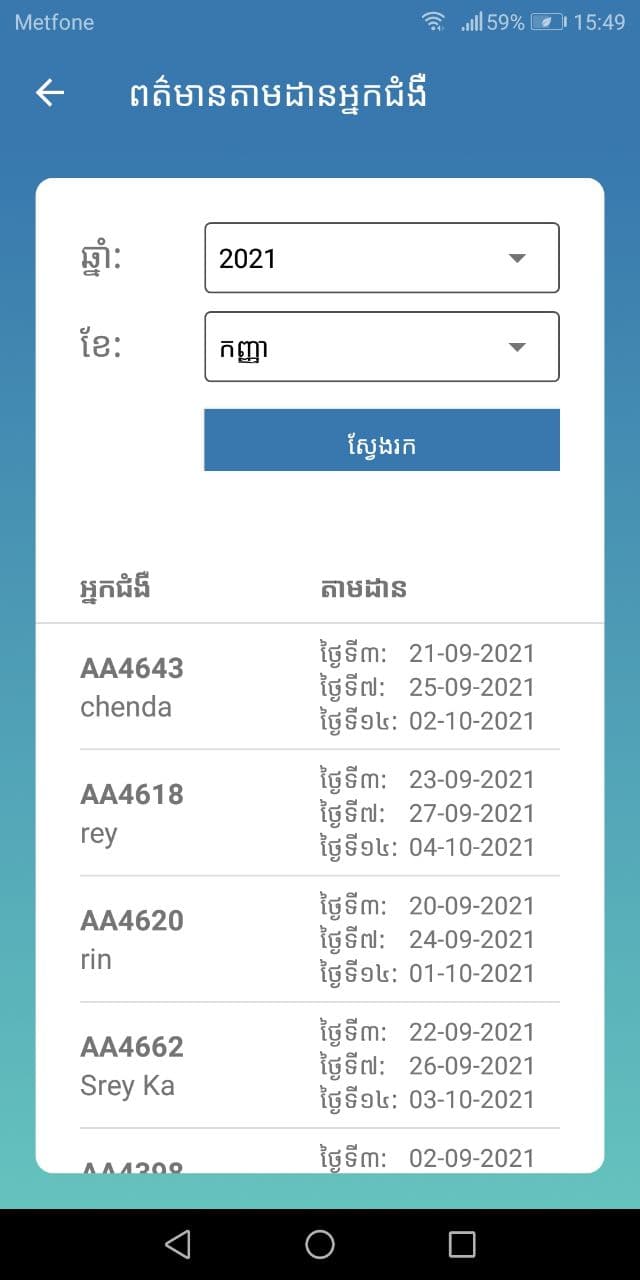 Metfone 59% 15:49
ពត៌មានតាមដានអ្នកជំងឺ
ឆ្នាំ: 2021
ខែ: កញ្ញា
ស្វែងរក
អ្នកជំងឺ តាមដាន
AA4643
chenda
ថ្ងៃទី៣: 21-09-2021
ថ្ងៃទី៧: 25-09-2021
ថ្ងៃទី១៤: 02-10-2021
AA4618
rey
ថ្ងៃទី៣: 23-09-2021
ថ្ងៃទី៧: 27-09-2021
ថ្ងៃទី១៤: 04-10-2021
AA4620
rin
ថ្ងៃទី៣: 20-09-2021
ថ្ងៃទី៧: 24-09-2021
ថ្ងៃទី១៤: 01-10-2021
AA4662
Srey Ka
ថ្ងៃទី៣: 22-09-2021
ថ្ងៃទី៧: 26-09-2021
ថ្ងៃទី១៤: 03-10-2021
AA4398
ថ្ងៃទី៣: 02-09-2021